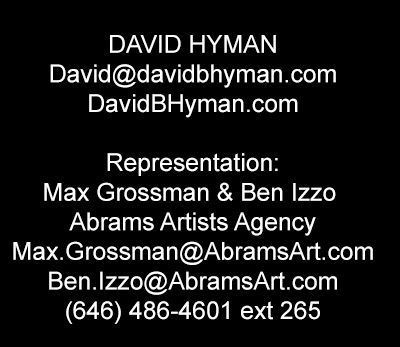 DAVID HYMAN
David@davidbhyman.com
DavidBHyman.com
Representation:
Max Grossman & Ben Izzo
Abrams Artists Agency
Max.Grossman@AbramsArt.com
Ben.Izzo@AbramsArt.com
(646) 486-4601 ext 265